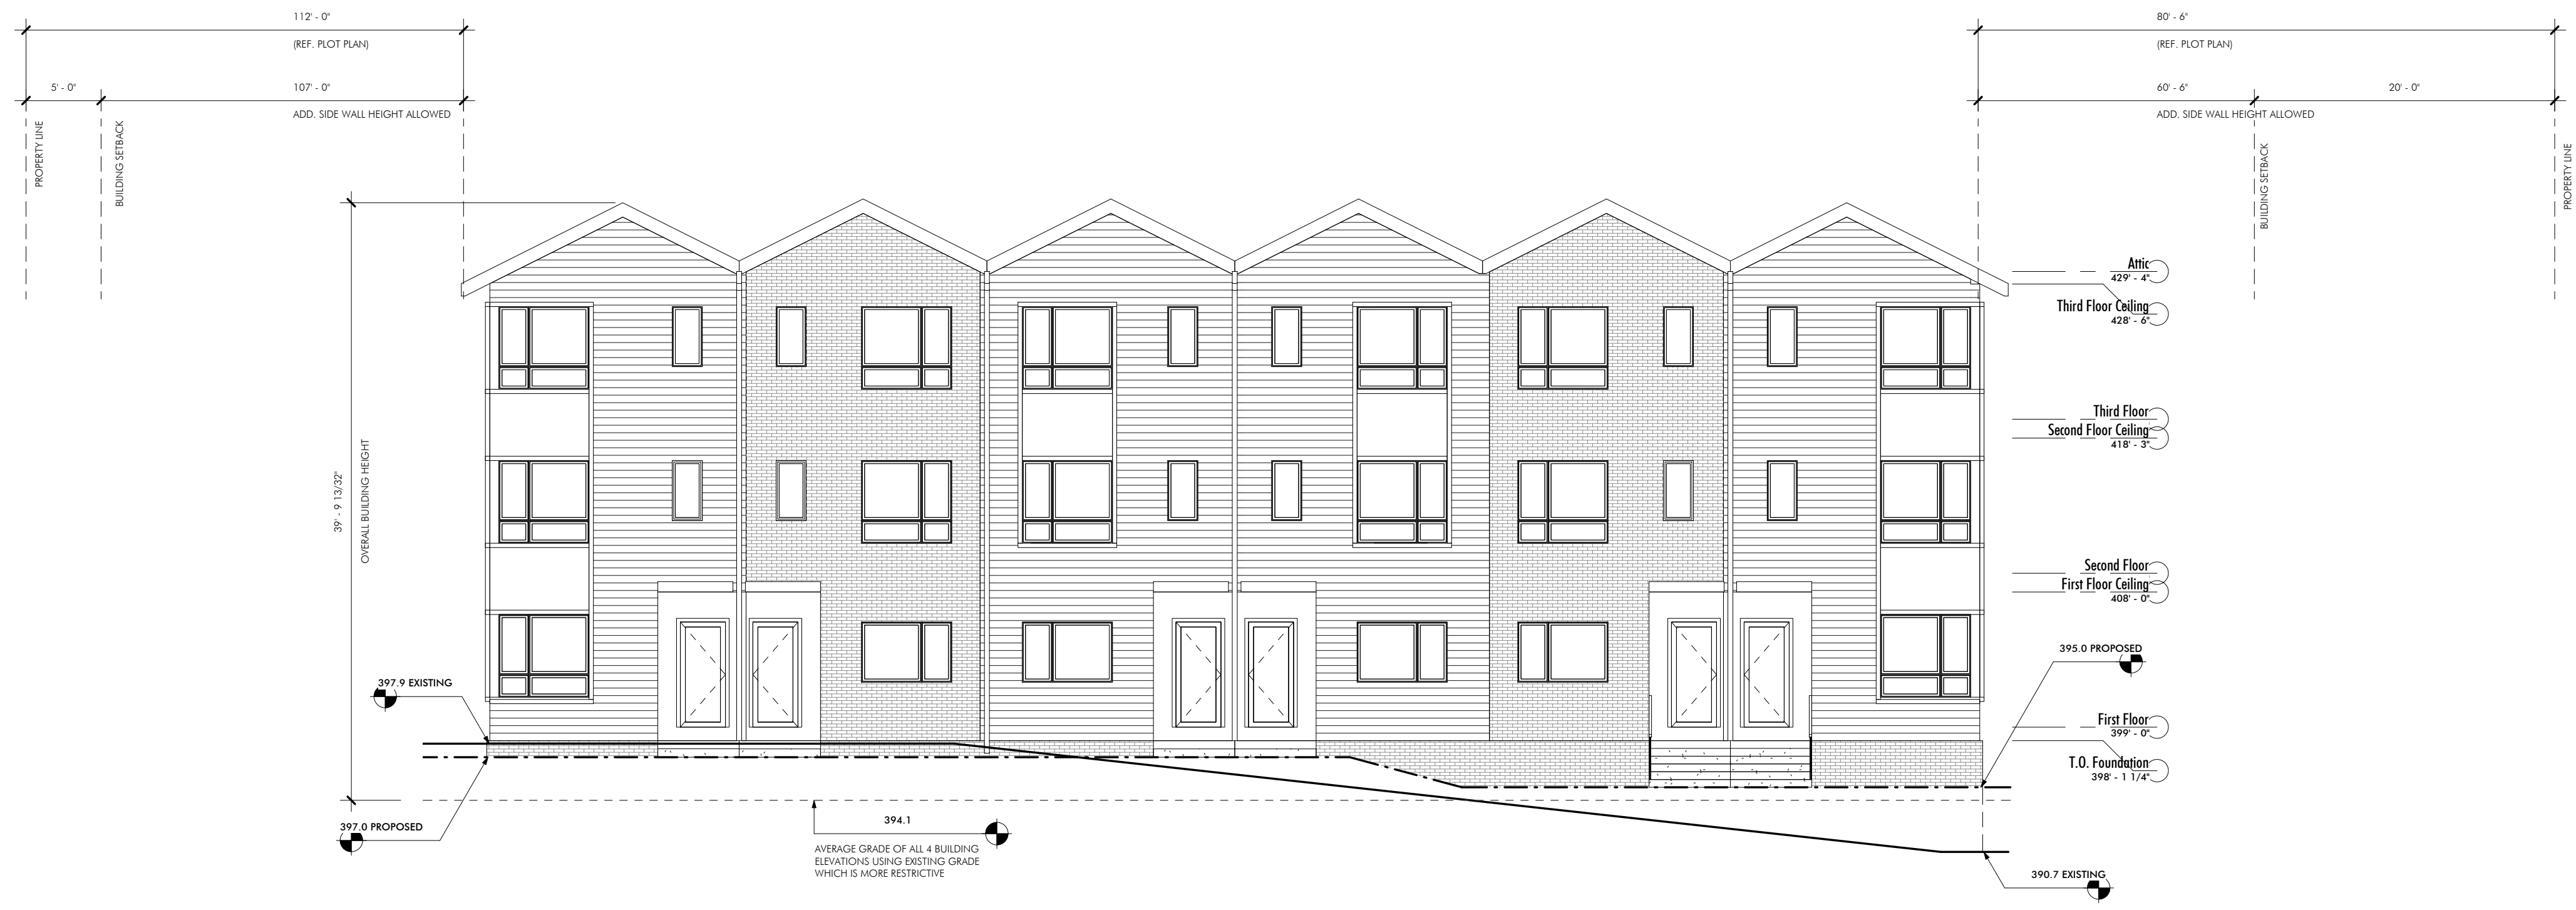 112' - 0"
(REF. PLOT PLAN)
80' - 6"
(REF. PLOT PLAN)
5' - 0"
107' - 0"
ADD. SIDE WALL HEIGHT ALLOWED
60' - 6"
ADD. SIDE WALL HEIGHT ALLOWED
20' - 0"
PROPERTY LINE
BUILDING SETBACK
BUILDING SETBACK
PROPERTY LINE
39' - 9 13/32"
OVERALL BUILDING HEIGHT
Attic
429' - 4"
Third Floor Ceiling
428' - 6"
Third Floor
Second Floor Ceiling
418' - 3"
Second Floor
First Floor Ceiling
408' - 0"
395.0 PROPOSED
397.9 EXISTING
First Floor
399' - 0"
T.O. Foundation
398' - 1 1/4"
397.0 PROPOSED
394.1
AVERAGE GRADE OF ALL 4 BUILDING
ELEVATIONS USING EXISTING GRADE
WHICH IS MORE RESTRICTIVE
390.7 EXISTING